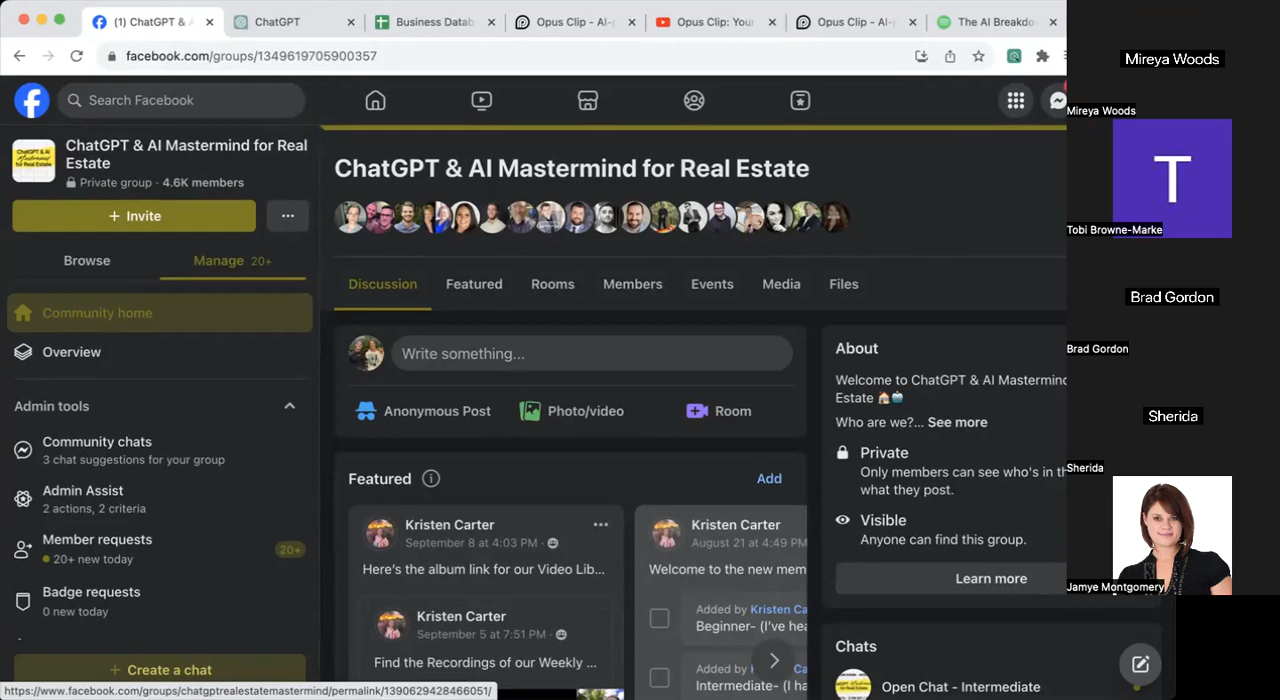 (1) ChatGPT & A
ChatGPT
Business Datab
Opus Clip - AI-p
Opus Clip: Your
Opus Clip - AI-p
The AI Breakdo
facebook.com/groups/1349619705900357
Search Facebook
ChatGPT & AI Mastermind for Real Estate
Private group · 4.6K members
+ Invite
Browse
Manage 20+
Community home
Overview
Admin tools
Community chats
3 chat suggestions for your group
Admin Assist
2 actions, 2 criteria
Member requests
20+ new today
20+
Badge requests
0 new today
+ Create a chat
https://www.facebook.com/groups/chatgptrealestatemastermind/permalink/1390629428466051/
ChatGPT & AI Mastermind for Real Estate
Discussion
Featured
Rooms
Members
Events
Media
Files
Write something...
Anonymous Post
Photo/video
Room
Featured
Add
Kristen Carter
September 8 at 4:03 PM ·
Here's the album link for our Video Lib...
Kristen Carter
September 5 at 7:51 PM ·
Find the Recordings of our Weekly ...
Kristen Carter
August 21 at 4:49 PM
Welcome to the new mem
Added by Kristen Ca
Beginner- (I've hea
Added by
Intermediate- (I ha
About
Welcome to ChatGPT & AI Mastermind
Estate 🏠
Who are we?... See more
Private
Only members can see who's in th
what they post.
Visible
Anyone can find this group.
Learn more
Chats
Open Chat - Intermediate
Mireya Woods
Mireya Woods
T
Tobi Browne-Marke
Brad Gordon
Brad Gordon
Sherida
Sherida
Jamye Montgomery